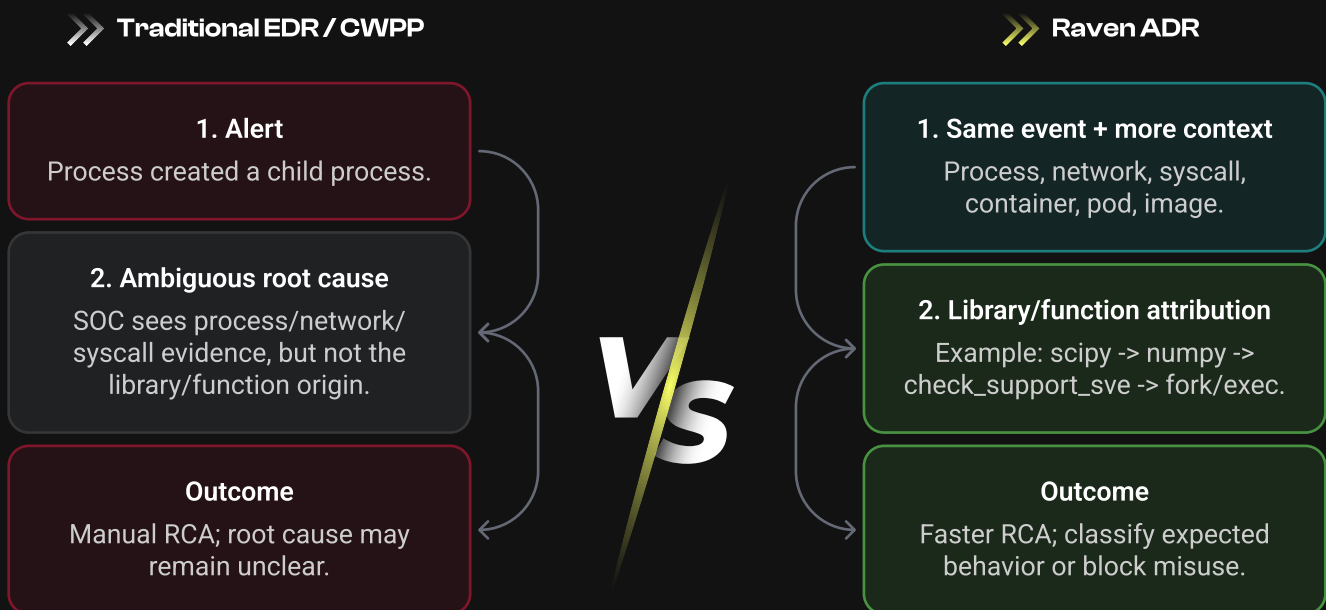 Traditional EDR / CWPP
1. Alert
Process created a child process.
2. Ambiguous root cause
SOC sees process/network/
syscall evidence, but not the
library/function origin.
Outcome
Manual RCA; root cause may
remain unclear.
VS
Raven ADR
1. Same event + more context
Process, network, syscall,
container, pod, image.
2. Library/function attribution
Example: scipy -> numpy ->
check_support_sve -> fork/exec.
Outcome
Faster RCA; classify expected
behavior or block misuse.